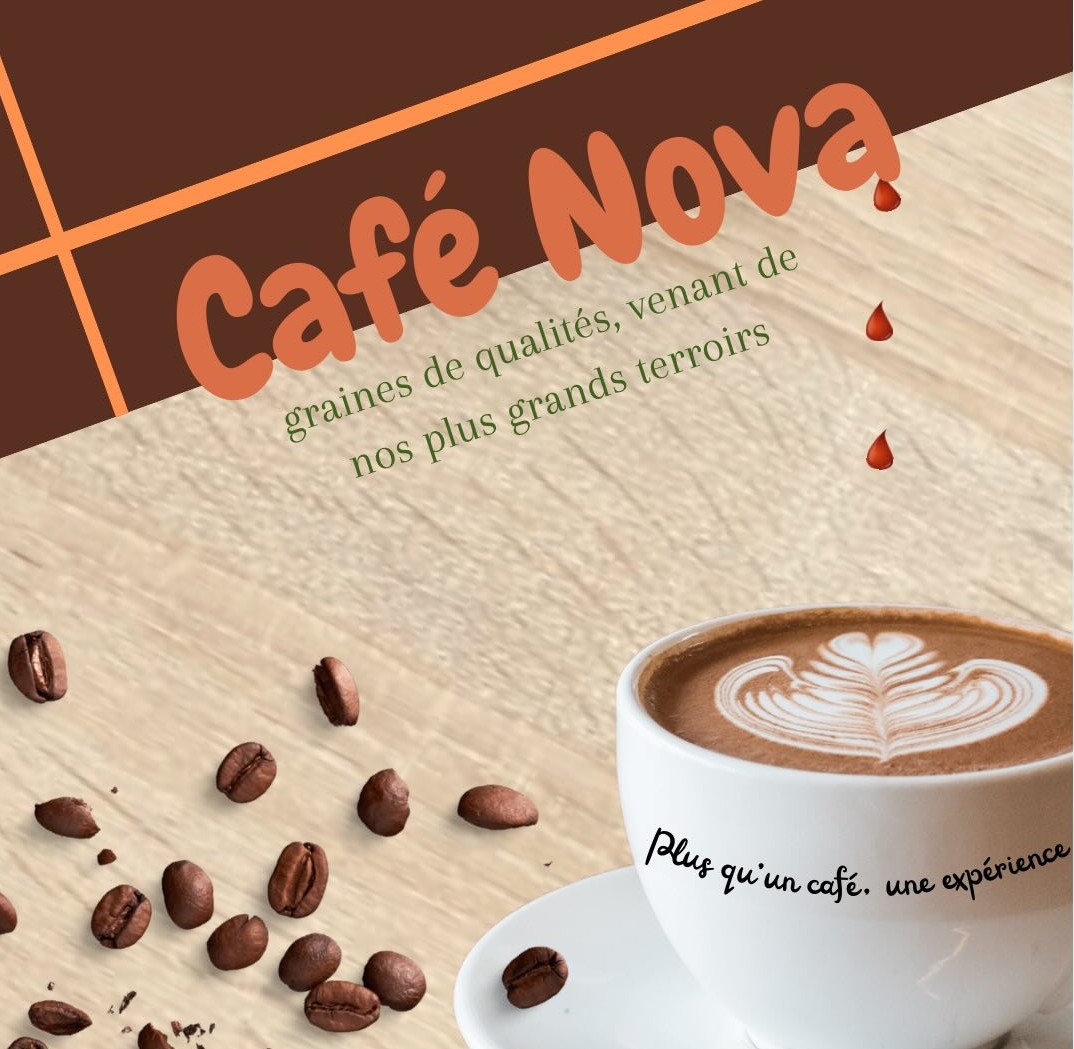 Café Nova
graines de qualités, venant de
nos plus grands terroirs
Plus qu'un café. une expérience